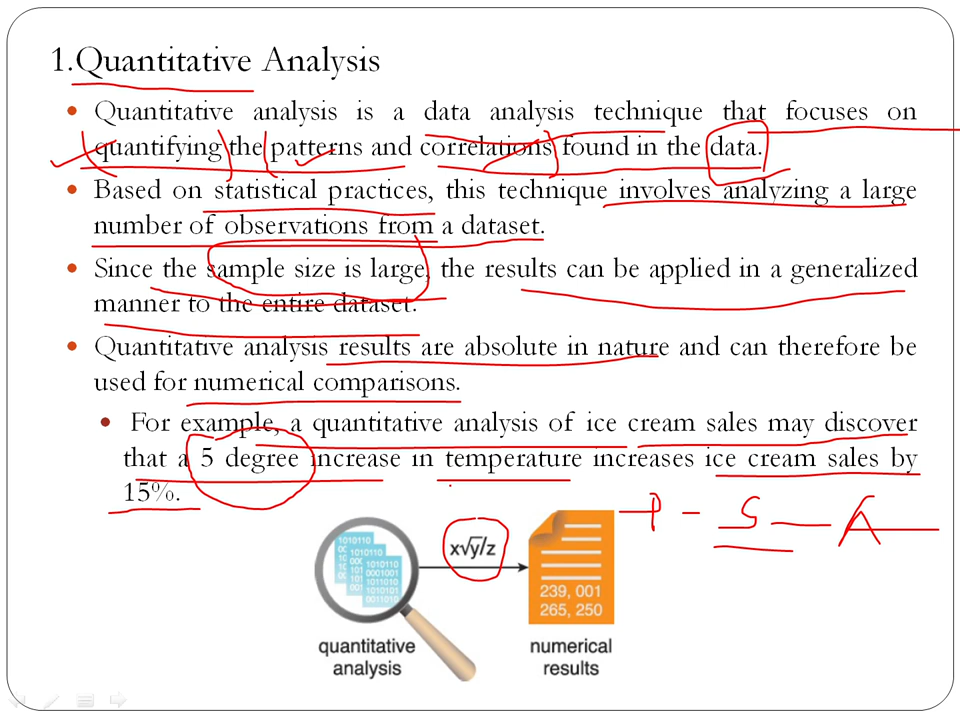 1.Quantitative Analysis
• Quantitative analysis is a data analysis technique that focuses on
quantifying the patterns and correlations found in the data.
• Based on statistical practices, this technique involves analyzing a large
number of observations from a dataset.
• Since the sample size is large, the results can be applied in a generalized
manner to the entire dataset.
• Quantitative analysis results are absolute in nature and can therefore be
used for numerical comparisons.
• For example, a quantitative analysis of ice cream sales may discover
that a 5 degree increase in temperature increases ice cream sales by
15%.
P - S - A
x√y/z
239, 001
265, 250
quantitative
analysis
numerical
results